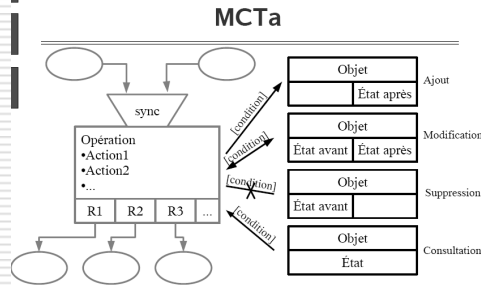 MCTa
sync
Opération
•Action1
•Action2
•...
R1 R2 R3 ...
[condition]
Objet
État après
Ajout
[condition]
Objet
État avant État après
Modification
[condition]
Objet
État avant
Suppression
[condition]
Objet
État
Consultation